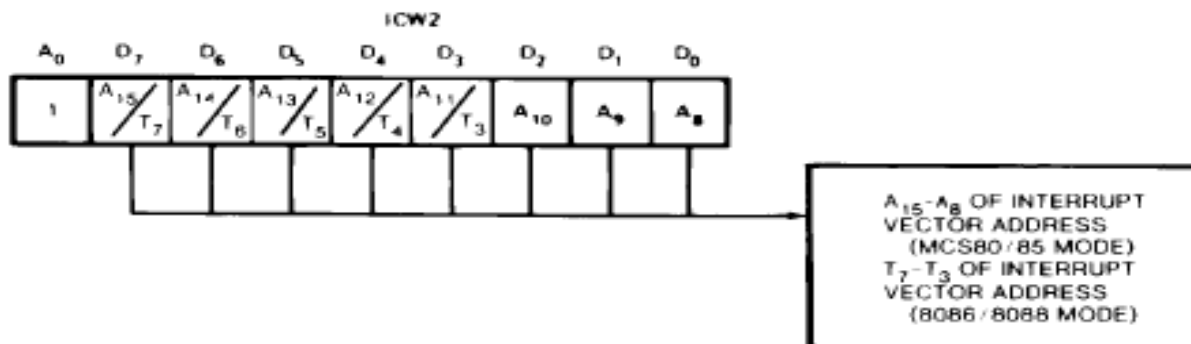 ICW2
A0 D7 D6 D5 D4 D3 D2 D1 D0
1 A15/T7 A14/T6 A13/T5 A12/T4 A11/T3 A10 A9 A8
A15-A8 OF INTERRUPT
VECTOR ADDRESS
(MCS80/85 MODE)
T7-T3 OF INTERRUPT
VECTOR ADDRESS
(8086/8088 MODE)